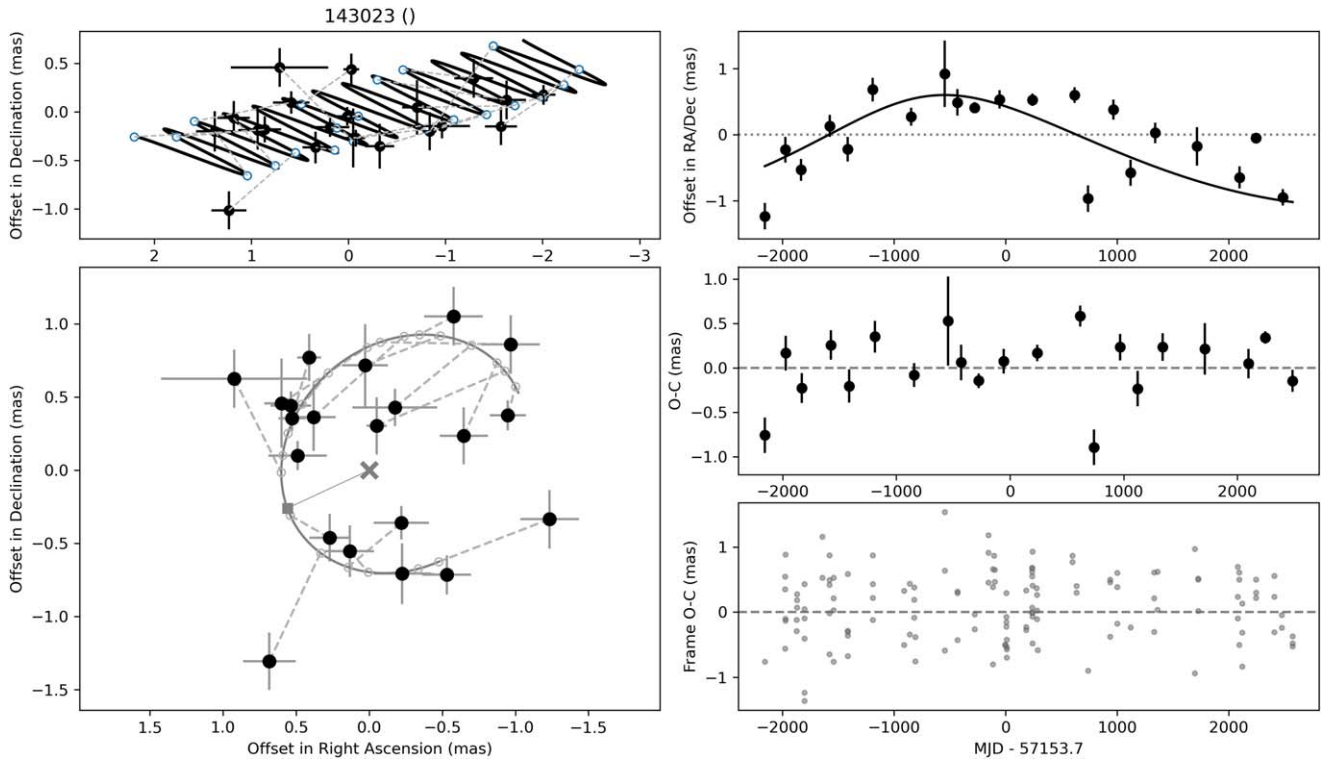 143023 ()
Offset in Declination (mas)
0.5
0.0
−0.5
−1.0
2 1 0 −1 −2 −3
Offset in RA/Dec (mas)
1
0
−1
−2000 −1000 0 1000 2000
Offset in Declination (mas)
1.0
0.5
0.0
−0.5
−1.0
−1.5
1.5 1.0 0.5 0.0 −0.5 −1.0 −1.5
Offset in Right Ascension (mas)
O-C (mas)
1.0
0.5
0.0
−0.5
−1.0
−2000 −1000 0 1000 2000
Frame O-C (mas)
1
0
−1
−2000 −1000 0 1000 2000
MJD - 57153.7